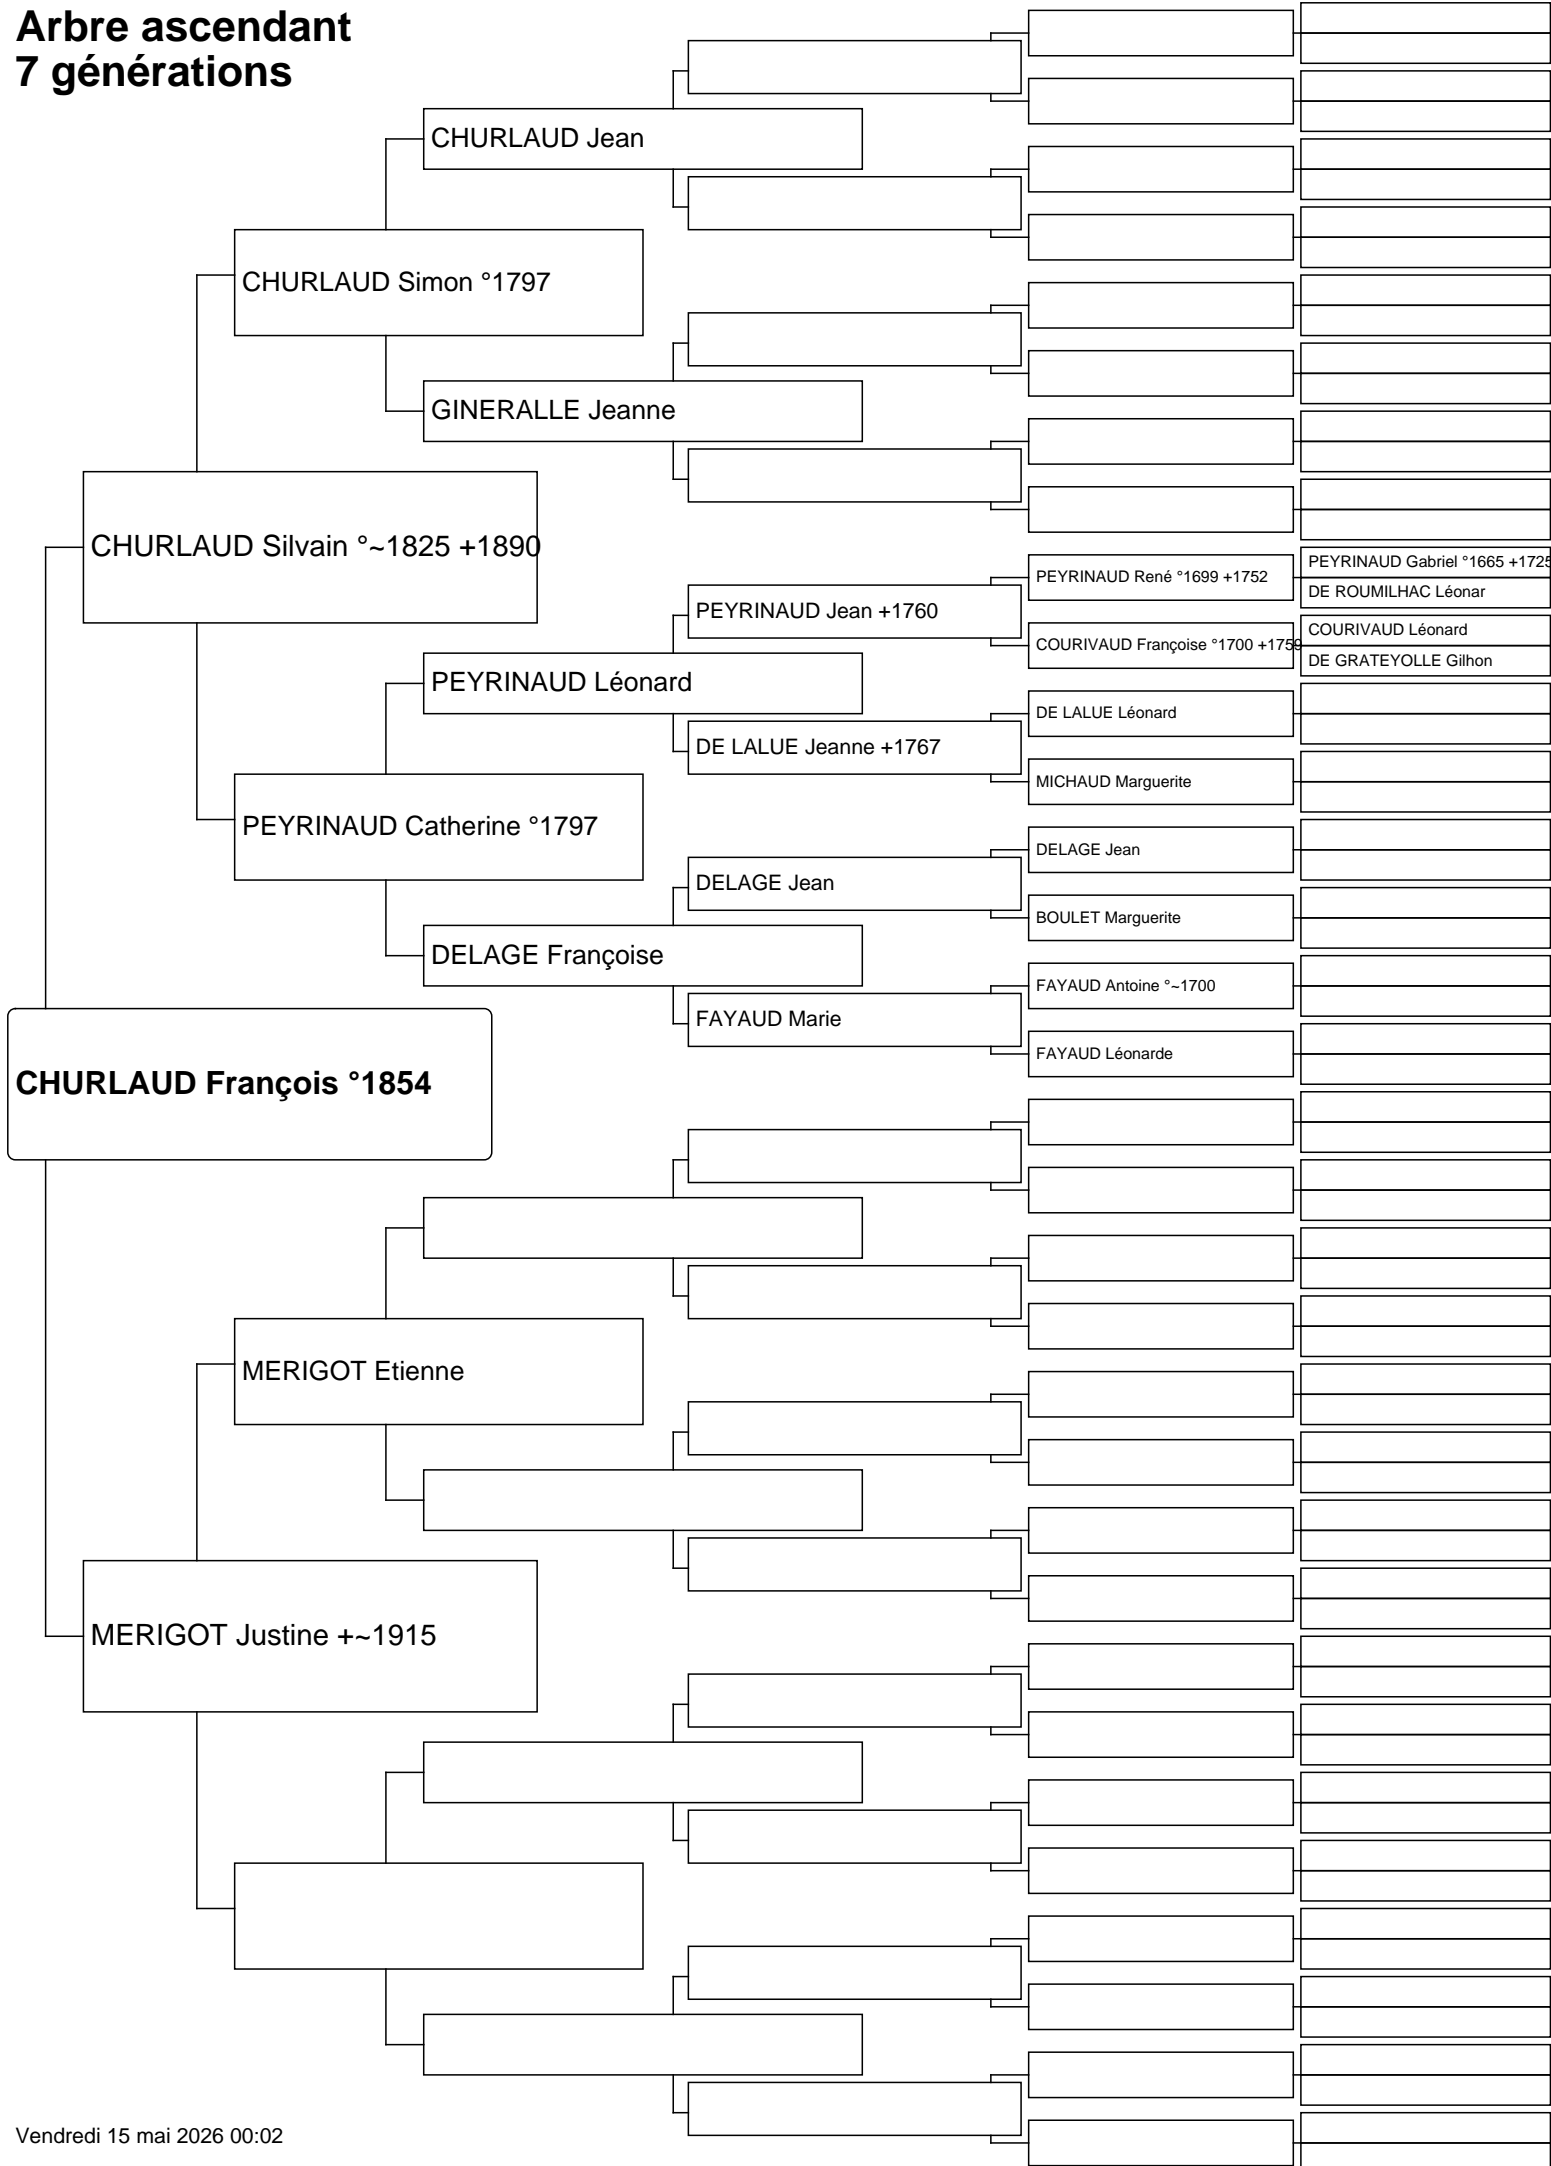 Arbre ascendant
7 générations
CHURLAUD Jean
CHURLAUD Simon °1797
GINERALLE Jeanne
CHURLAUD Silvain °~1825 +1890
PEYRINAUD Gabriel °1665 +1725
PEYRINAUD René °1699 +1752
DE ROUMILHAC Léonar
PEYRINAUD Jean +1760
COURIVAUD Léonard
COURIVAUD Françoise °1700 +1759
DE GRATEYOLLE Gilhon
PEYRINAUD Léonard
DE LALUE Léonard
DE LALUE Jeanne +1767
MICHAUD Marguerite
PEYRINAUD Catherine °1797
DELAGE Jean
DELAGE Jean
BOULET Marguerite
DELAGE Françoise
FAYAUD Antoine °~1700
FAYAUD Marie
FAYAUD Léonarde
CHURLAUD François °1854
MERIGOT Etienne
MERIGOT Justine +~1915
Vendredi 15 mai 2026 00:02